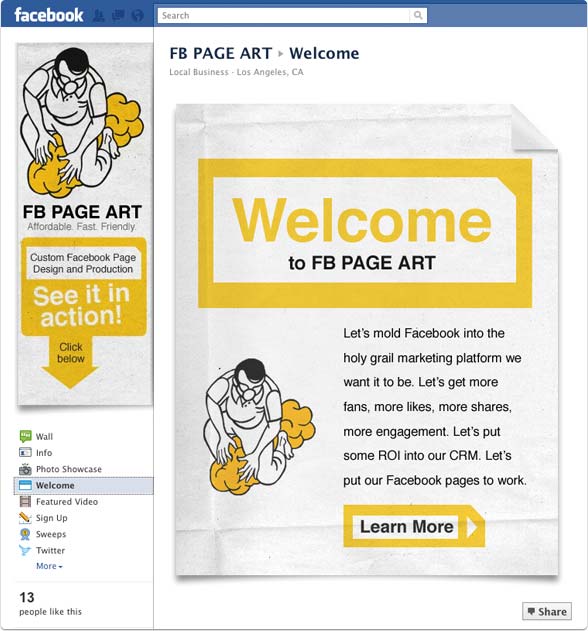 facebook
Search
FB PAGE ART
Affordable. Fast. Friendly.
Custom Facebook Page
Design and Production
See it in
action!
Click
below
Wall
Info
Photo Showcase
Welcome
Featured Video
Sign Up
Sweeps
Twitter
More
13
people like this
FB PAGE ART ▸ Welcome
Local Business · Los Angeles, CA
Welcome
to FB PAGE ART
Let's mold Facebook into the
holy grail marketing platform we
want it to be. Let's get more
fans, more likes, more shares,
more engagement. Let's put
some ROI into our CRM. Let's
put our Facebook pages to work.
Learn More
Share